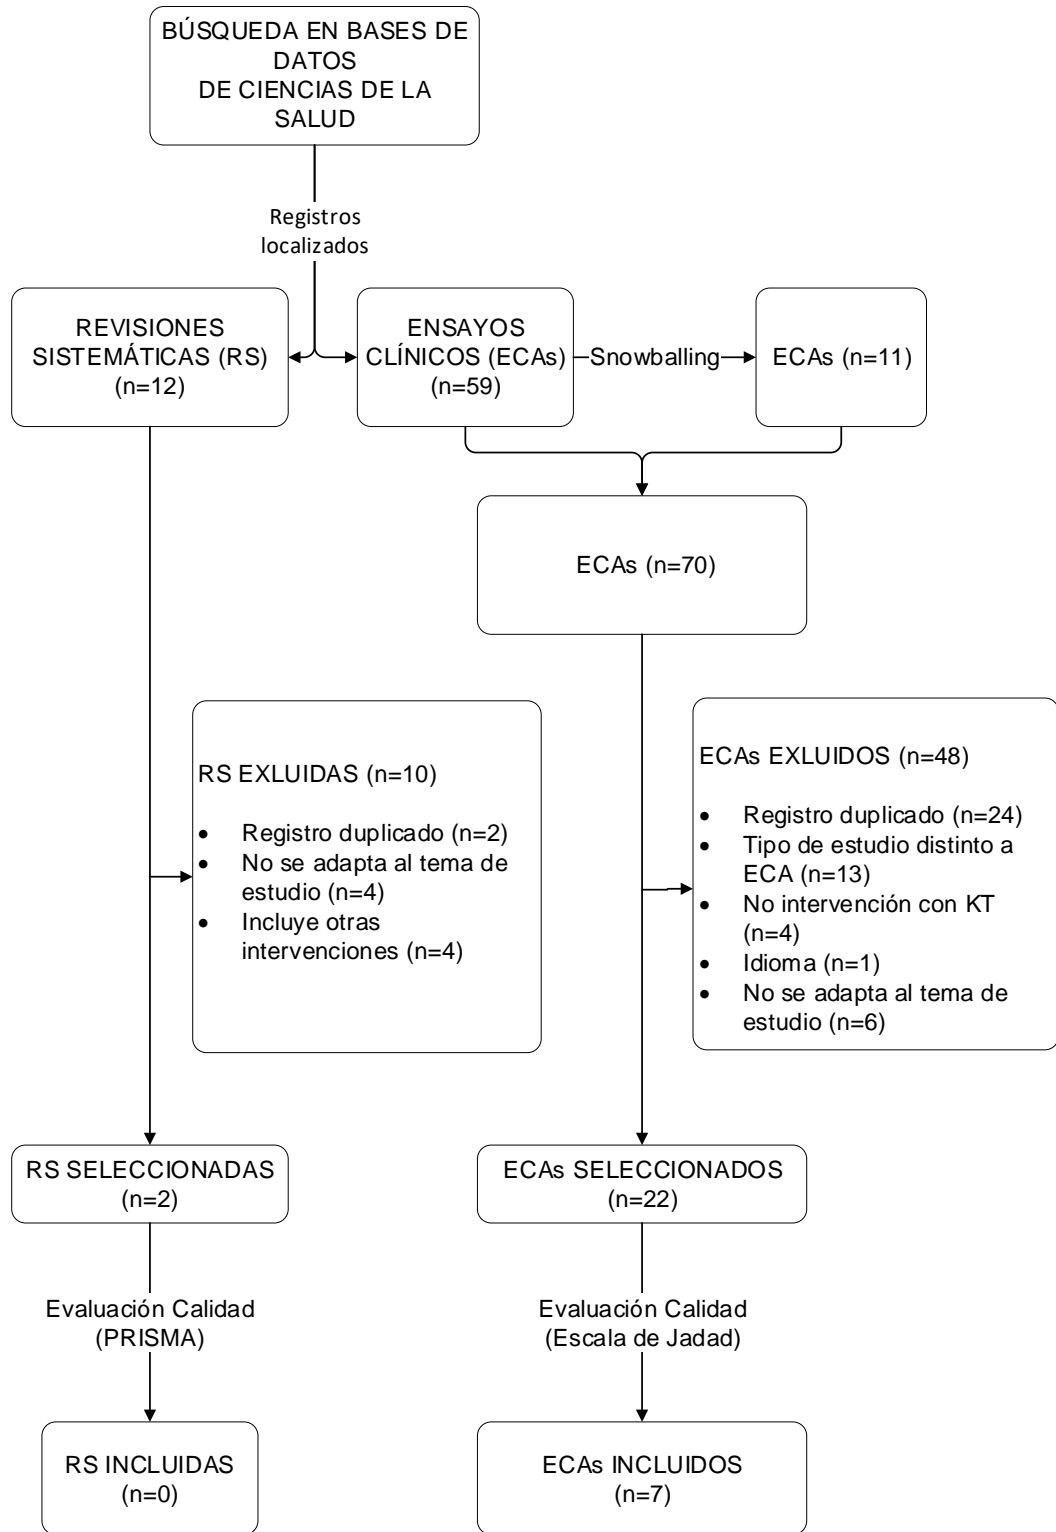 BÚSQUEDA EN BASES DE
DATOS
DE CIENCIAS DE LA
SALUD
Registros
localizados
REVISIONES
SISTEMÁTICAS (RS)
(n=12)
ENSAYOS
CLÍNICOS (ECAs)
(n=59)
Snowballing
ECAs (n=11)
ECAs (n=70)
RS EXLUIDAS (n=10)
• Registro duplicado (n=2)
• No se adapta al tema de
estudio (n=4)
• Incluye otras
intervenciones (n=4)
ECAs EXLUIDOS (n=48)
• Registro duplicado (n=24)
• Tipo de estudio distinto a
ECA (n=13)
• No intervención con KT
(n=4)
• Idioma (n=1)
• No se adapta al tema de
estudio (n=6)
RS SELECCIONADAS
(n=2)
ECAs SELECCIONADOS
(n=22)
Evaluación Calidad
(PRISMA)
Evaluación Calidad
(Escala de Jadad)
RS INCLUIDAS
(n=0)
ECAs INCLUIDOS
(n=7)